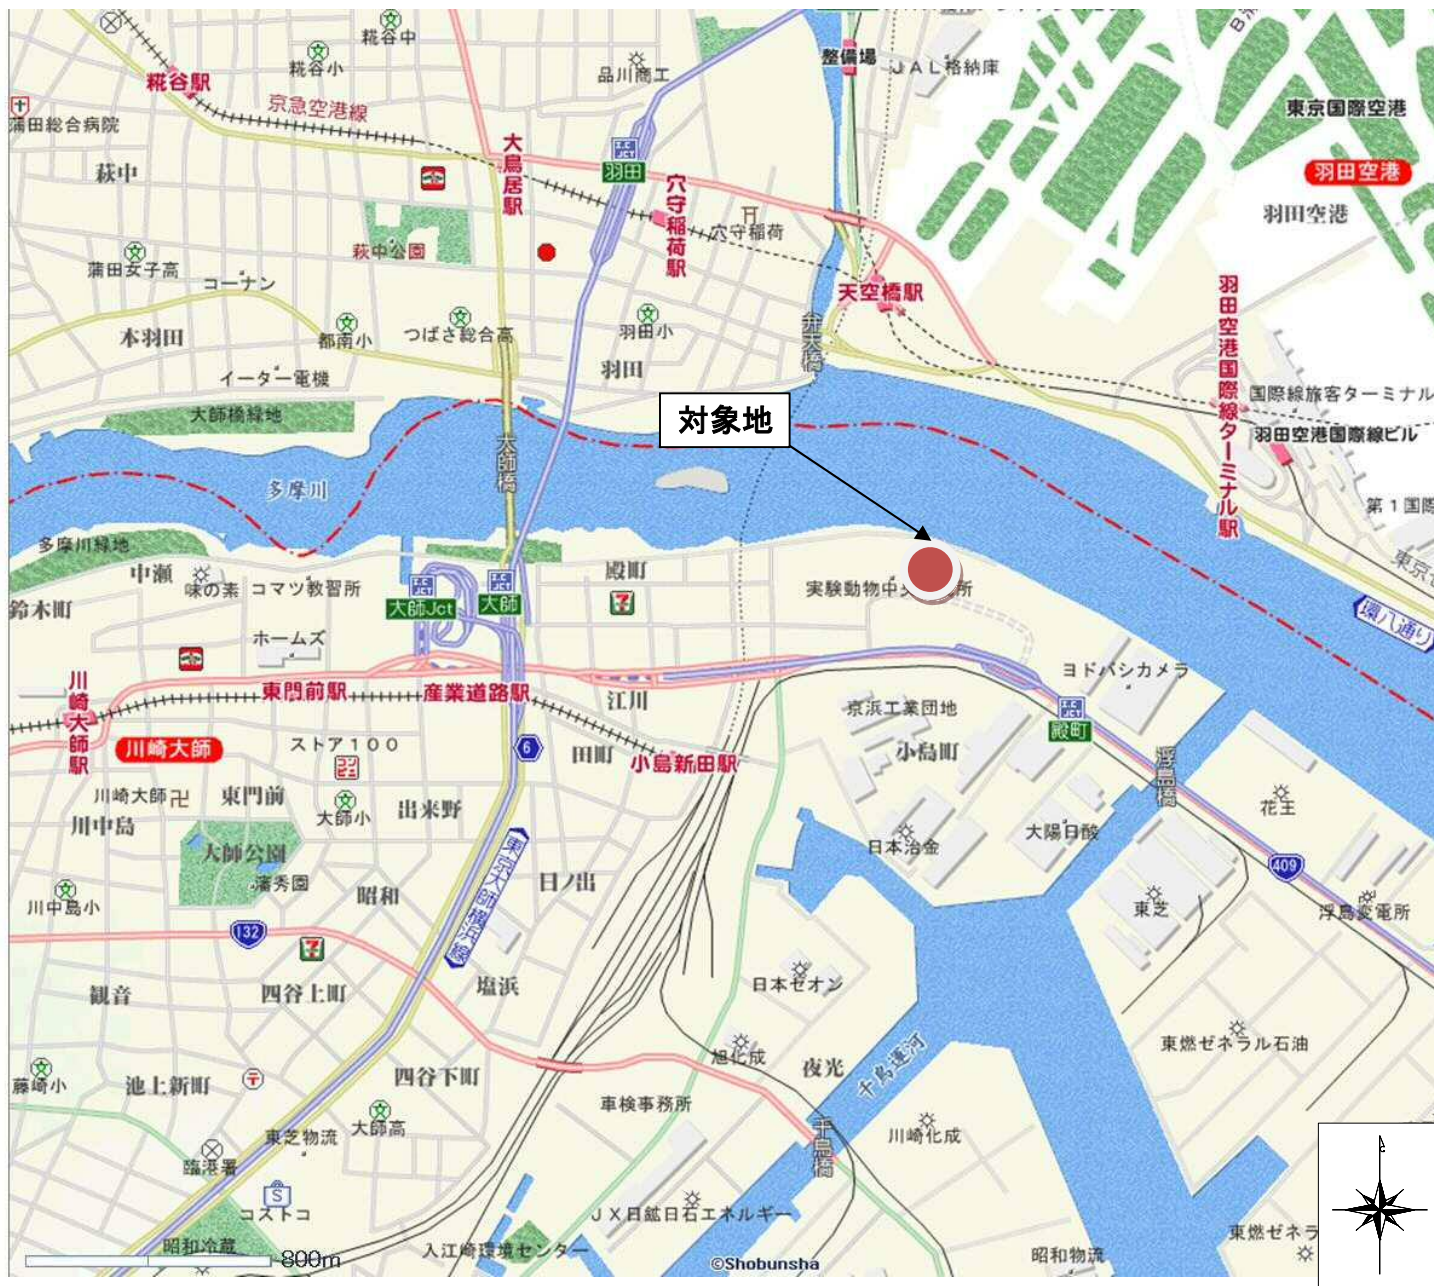 糀谷中
糀谷小
糀谷駅
京急空港線
蒲田総合病院
萩中
品川商工
整備場
JAL格納庫
東京国際空港
羽田空港
羽田空港
大鳥居駅
羽田
穴守稲荷駅
穴守稲荷
萩中公園
蒲田女子高
コーナン
本羽田
都南小
つばさ総合高
羽田小
羽田
イーター電機
大師橋緑地
天空橋駅
弁天橋
羽田空港国際線ターミナル駅
国際線旅客ターミナル
羽田空港国際線ビル
第1国際
対象地
大師橋
多摩川
多摩川緑地
中瀬
鈴木町
味の素
コマツ教習所
大師Jct
大師
殿町
実験動物中央
所
環八通り
ホームズ
川崎大師駅
東門前駅
産業道路駅
江川
ヨドバシカメラ
京浜工業団地
殿町
小島町
浮島橋
川崎大師
ストア100
6
田町
小島新田駅
川崎大師
東門前
大師小
出来野
川中島
大師公園
瀋秀園
川中島小
昭和
日ノ出
東京大師横浜線
日本冶金
大陽日酸
花王
409
東芝
浮島変電所
132
観音
四谷上町
塩浜
日本ゼオン
旭化成
夜光
千鳥運河
東燃ゼネラル石油
藤崎小
池上新町
四谷下町
車検事務所
大師高
東芝物流
臨港署
千鳥橋
川崎化成
コストコ
JX日鉱日石エネルギー
昭和冷蔵
入江崎環境センター
昭和物流
東燃ゼネラ
800m
©Shobunsha